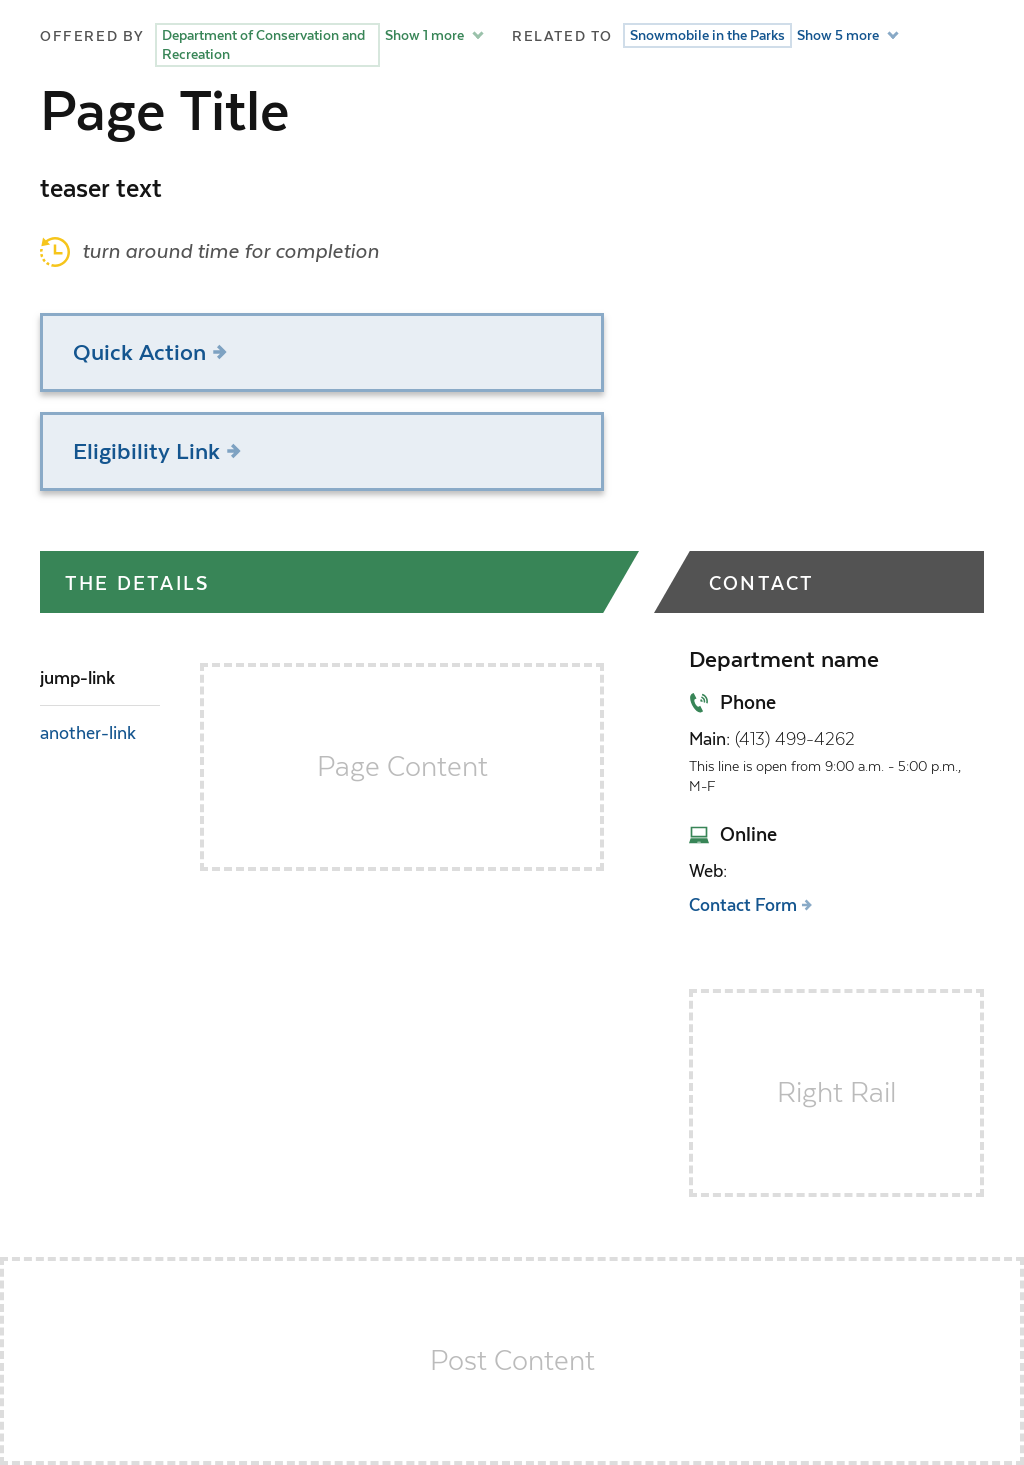 OFFERED BY
Department of Conservation and
Recreation
Show 1 more
RELATED TO
Snowmobile in the Parks
Show 5 more
Page Title
teaser text
turn around time for completion
Quick Action
Eligibility Link
THE DETAILS
jump-link
another-link
Page Content
CONTACT
Department name
Phone
Main: (413) 499-4262
This line is open from 9:00 a.m. - 5:00 p.m.,
M-F
Online
Web:
Contact Form
Right Rail
Post Content